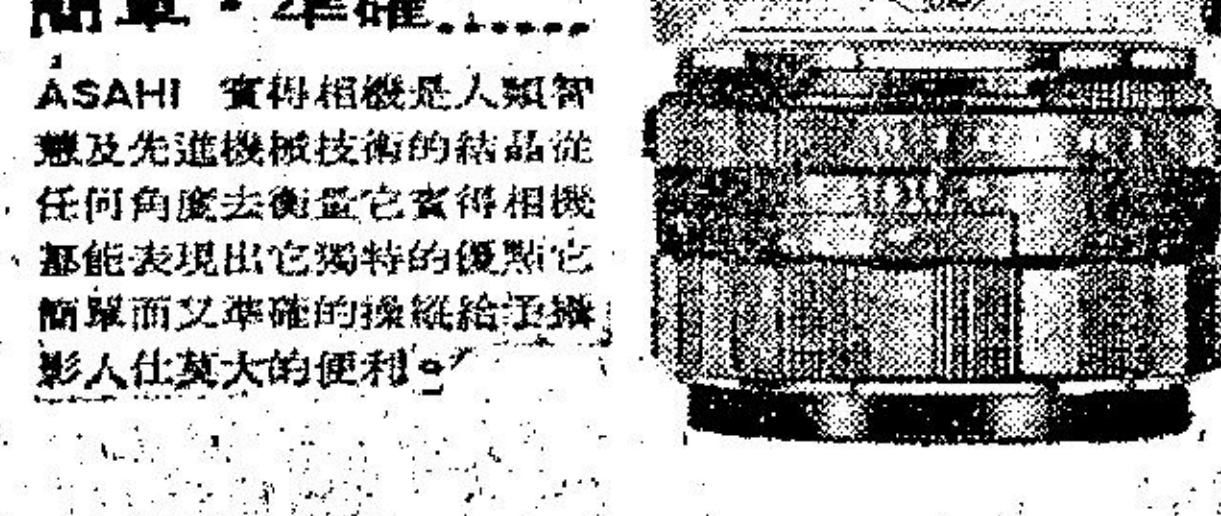 簡單・準確......
ASAHI 賓得相機是人類智
慧及先進機械技術的結晶從
任何角度去衡量它賓得相機
都能表現出它獨特的優點它
簡單而又準確的操縱給予攝
影人仕莫大的便利。